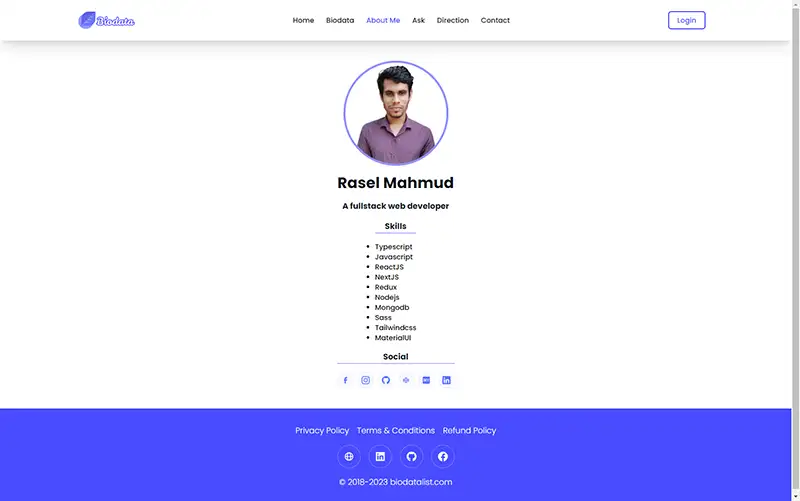 Biodata
Home Biodata About Me Ask Direction Contact
Login
Rasel Mahmud
A fullstack web developer
Skills
Typescript
Javascript
ReactJS
NextJS
Redux
Nodejs
Mongodb
Sass
Tailwindcss
MaterialUI
Social
Privacy Policy Terms & Conditions Refund Policy
© 2018-2023 biodatalist.com